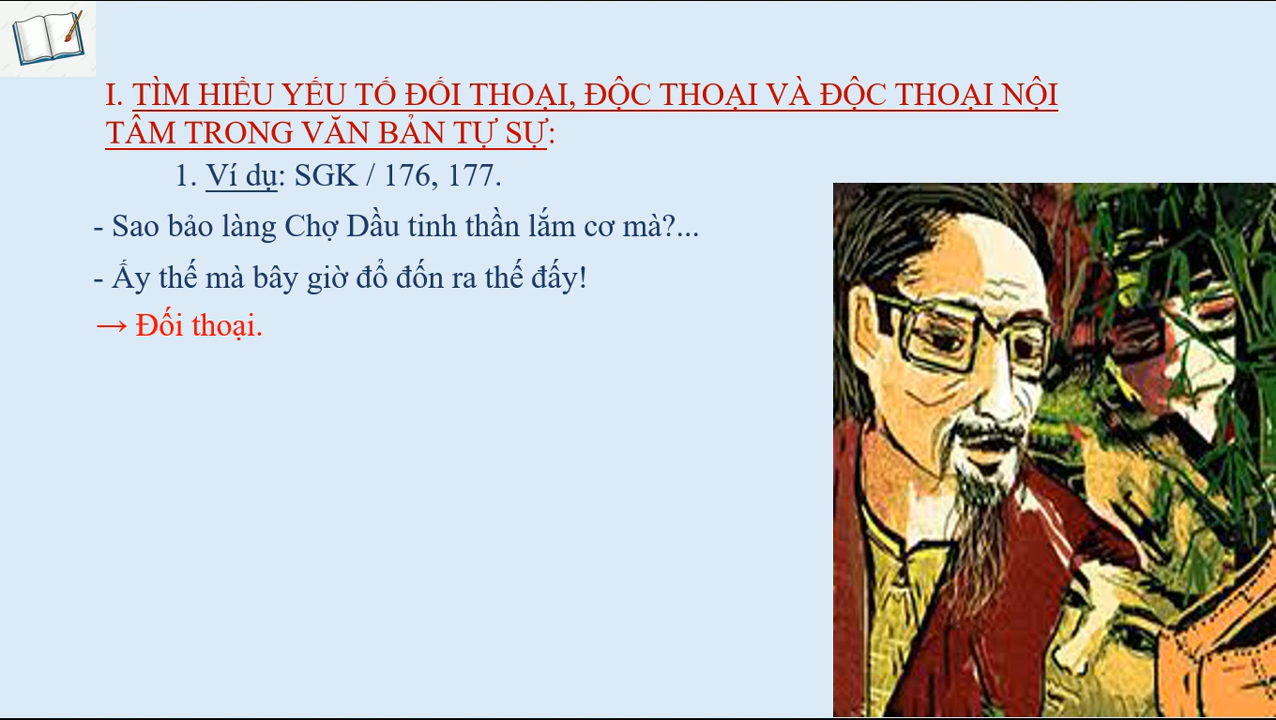 I. TÌM HIỂU YẾU TỐ ĐỐI THOẠI, ĐỘC THOẠI VÀ ĐỘC THOẠI NỘI
TÂM TRONG VĂN BẢN TỰ SỰ:
1. Ví dụ: SGK / 176, 177.
- Sao bảo làng Chợ Dầu tinh thần lắm cơ mà?...
- Ấy thế mà bây giờ đổ đốn ra thế đấy!
→ Đối thoại.